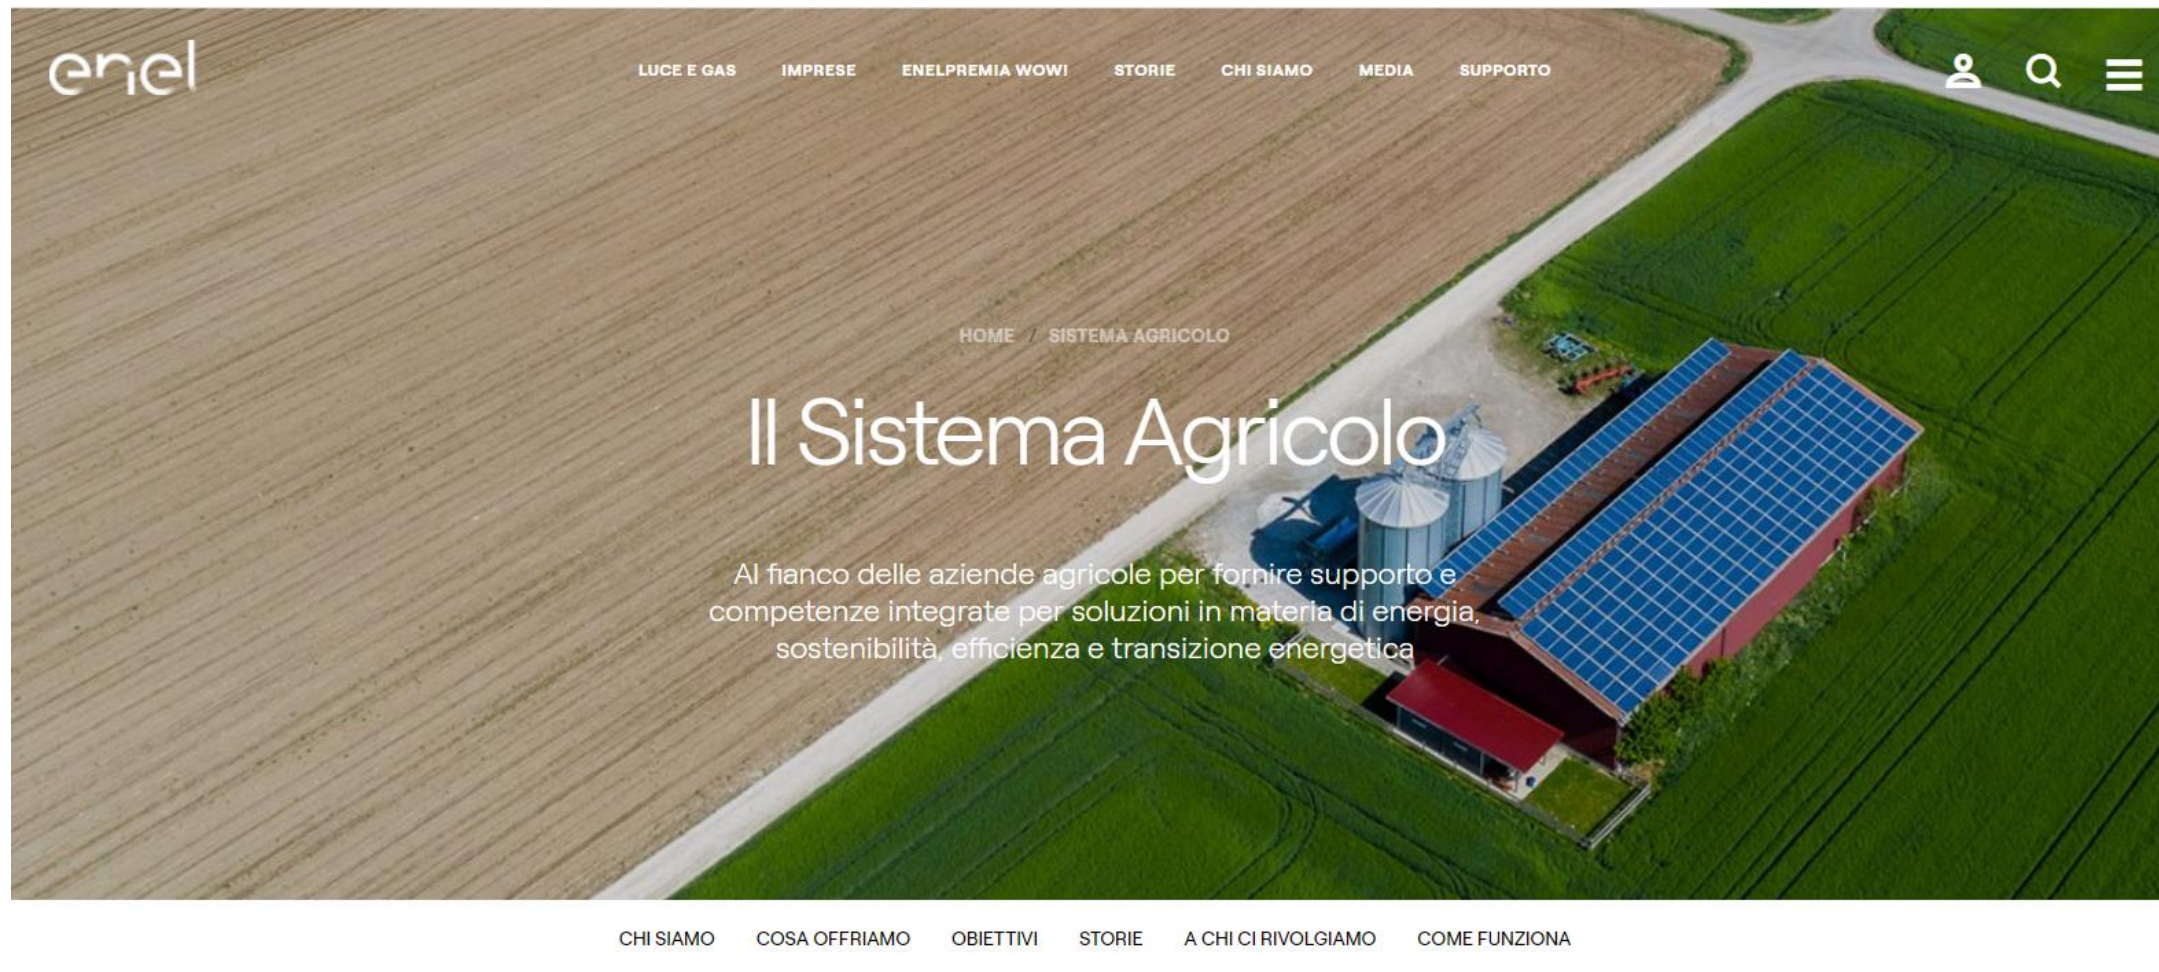 enel
LUCE E GAS IMPRESE ENELPREMIA WOW! STORIE CHI SIAMO MEDIA SUPPORTO
HOME / SISTEMA AGRICOLO
Il Sistema Agricolo
Al fianco delle aziende agricole per fornire supporto e
competenze integrate per soluzioni in materia di energia,
sostenibilità, efficienza e transizione energetica
CHI SIAMO COSA OFFRIAMO OBIETTIVI STORIE A CHI CI RIVOLGIAMO COME FUNZIONA